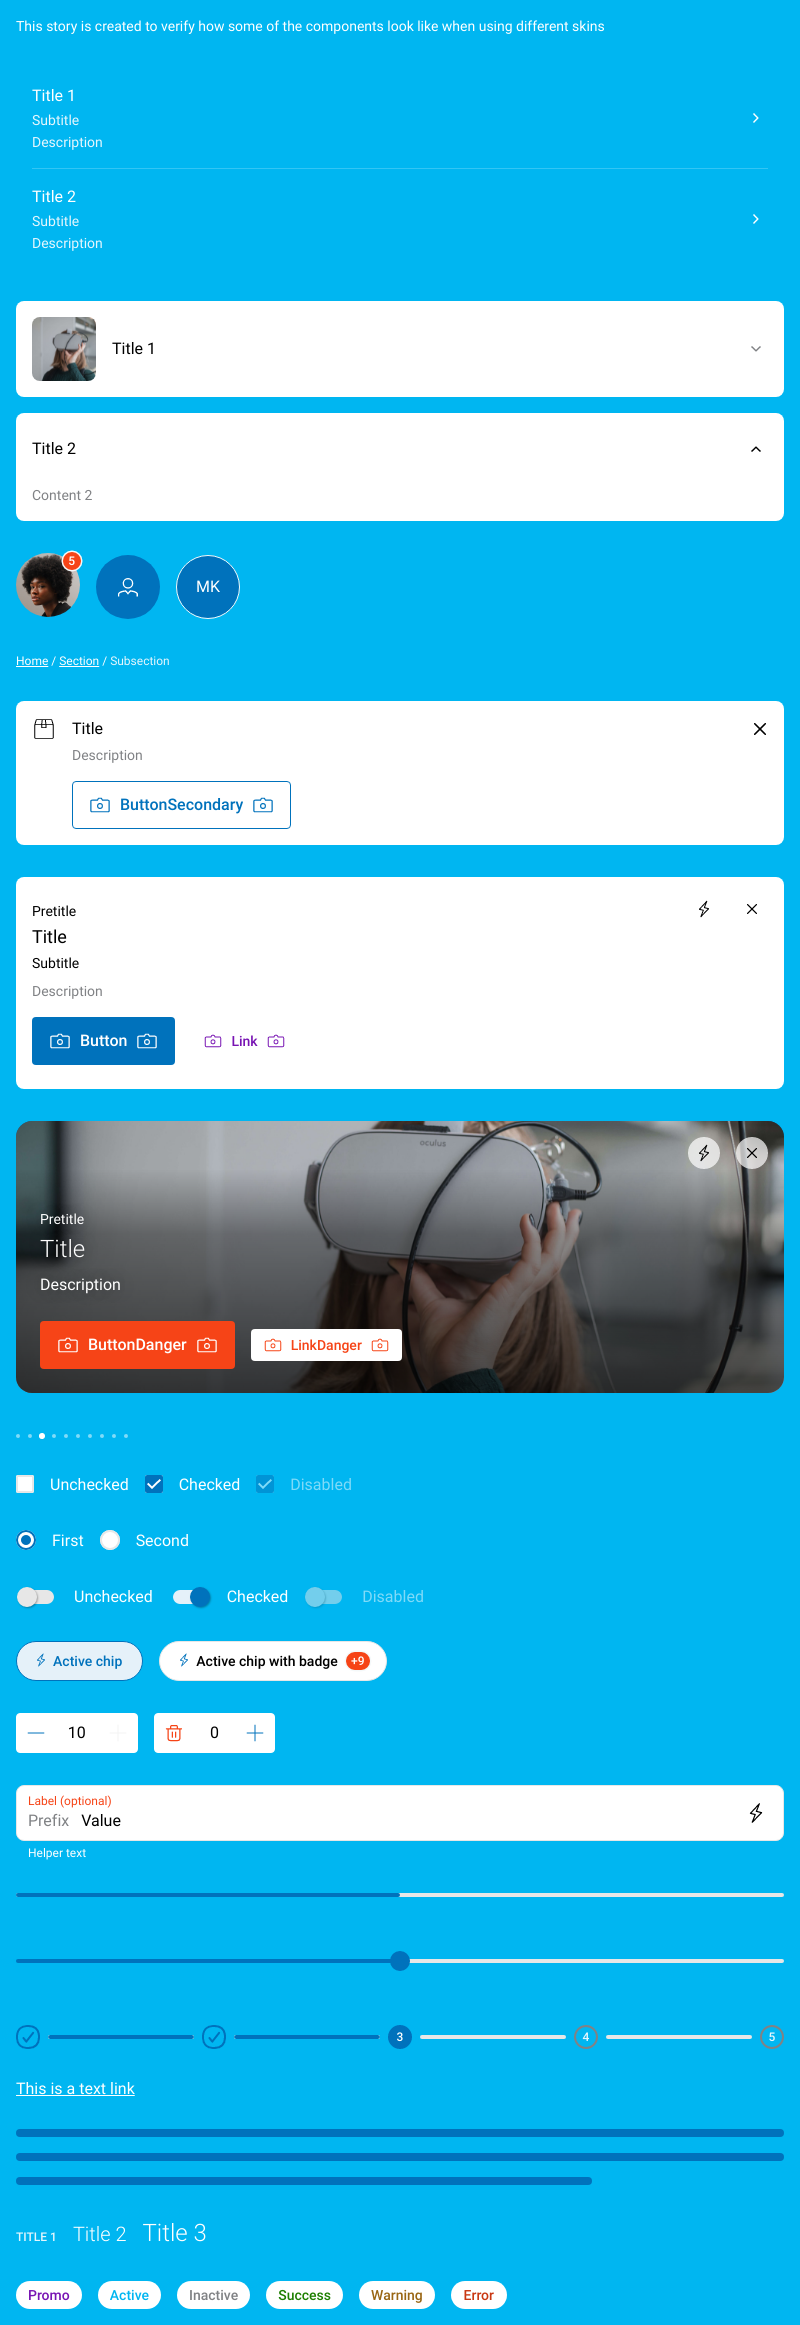 This story is created to verify how some of the components look like when using different skins
Title 1
Subtitle
Description
Title 2
Subtitle
Description
Title 1
Title 2
Content 2
5
MK
Home / Section / Subsection
Title
Description
ButtonSecondary
Pretitle
Title
Subtitle
Description
Button Link
oculus
Pretitle
Title
Description
ButtonDanger LinkDanger
Unchecked Checked Disabled
First Second
Unchecked Checked Disabled
Active chip Active chip with badge +9
10 0
Label (optional)
Prefix Value
Helper text
3 4 5
This is a text link
TITLE 1 Title 2 Title 3
Promo Active Inactive Success Warning Error